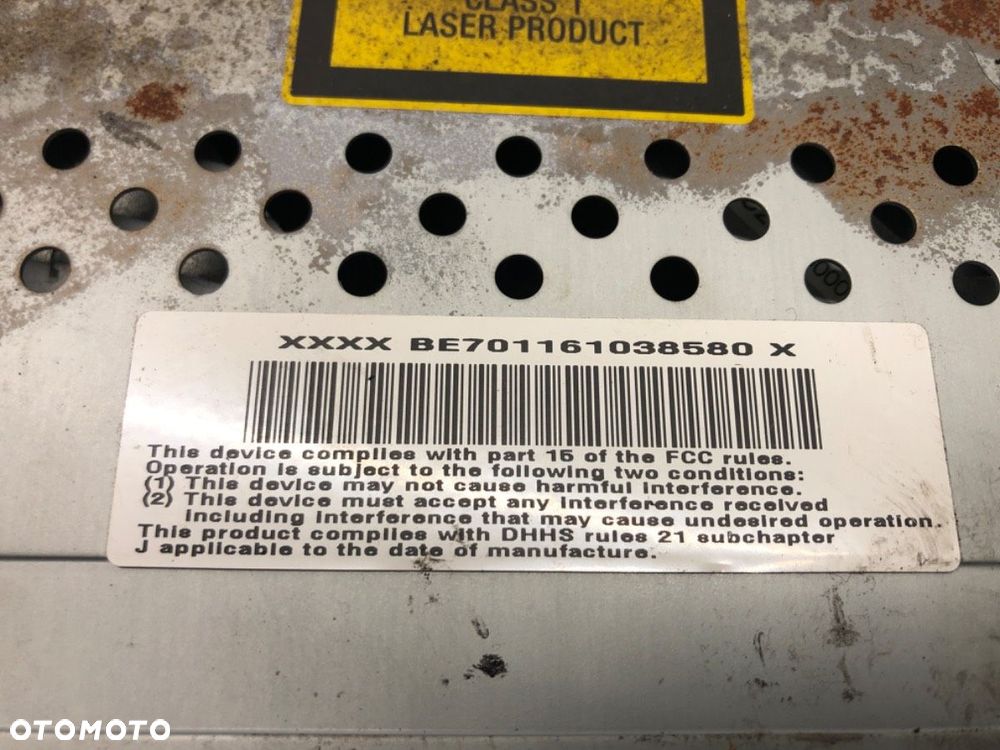 CLASS 1
LASER PRODUCT
000
XXXX BE701161038580 X
This device complies with part 15 of the FCC rules.
Operation is subject to the following two conditions:
(1) This device may not cause harmful interference.
(2) This device must accept any interference received
including interference that may cause undesired operation.
This product complies with DHHS rules 21 subchapter
J applicable to the date of manufacture.
OTOMOTO